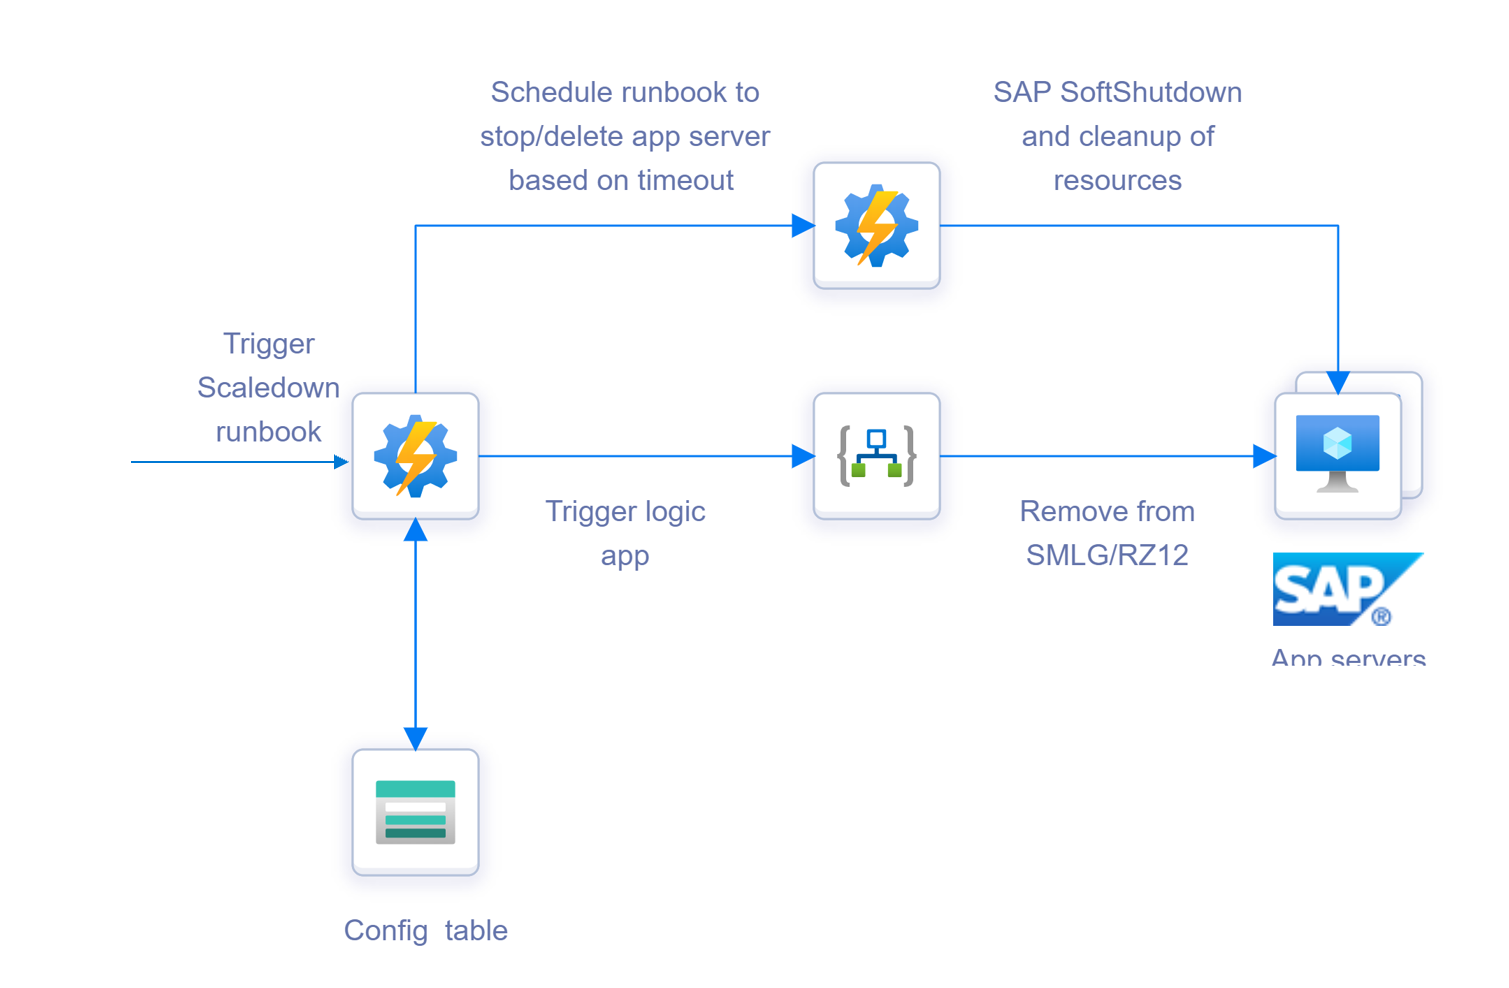 Schedule runbook to
stop/delete app server
based on timeout
SAP SoftShutdown
and cleanup of
resources
Trigger
Scaledown
runbook
Trigger logic
app
Remove from
SMLG/RZ12
SAP®
App servers
Config table